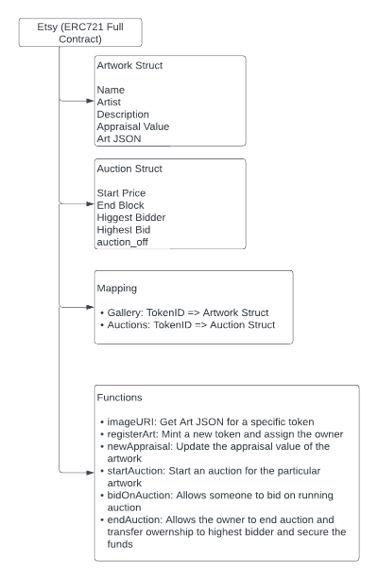 Etsy (ERC721 Full
Contract)
Artwork Struct
Name
Artist
Description
Appraisal Value
Art JSON
Auction Struct
Start Price
End Block
Higgest Bidder
Highest Bid
auction_off
Mapping
• Gallery: TokenID => Artwork Struct
• Auctions: TokenID => Auction Struct
Functions
• imageURI: Get Art JSON for a specific token
• registerArt: Mint a new token and assign the owner
• newAppraisal: Update the appraisal value of the
artwork
• startAuction: Start an auction for the particular
artwork
• bidOnAuction: Allows someone to bid on running
auction
• endAuction: Allows the owner to end auction and
transfer owernship to highest bidder and secure the
funds